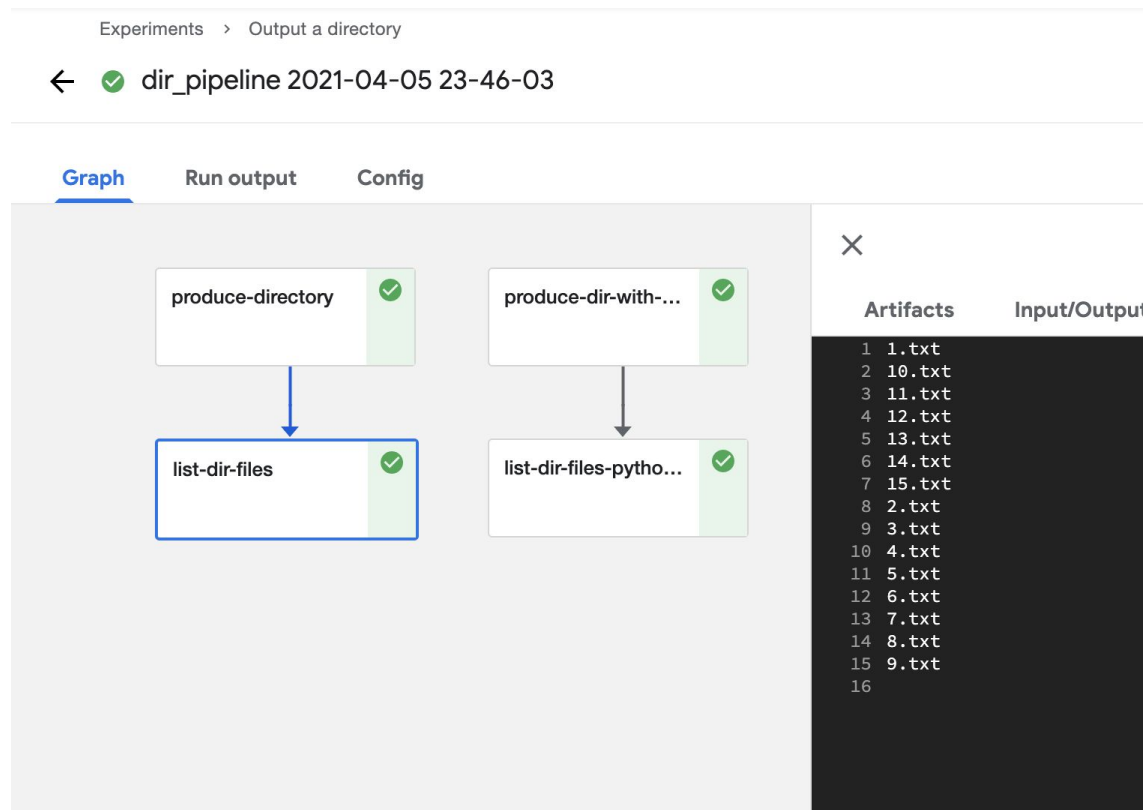 Experiments > Output a directory
dir_pipeline 2021-04-05 23-46-03
Graph Run output Config
produce-directory
produce-dir-with-...
list-dir-files
list-dir-files-pytho...
Artifacts Input/Output
1 1.txt
2 10.txt
3 11.txt
4 12.txt
5 13.txt
6 14.txt
7 15.txt
8 2.txt
9 3.txt
10 4.txt
11 5.txt
12 6.txt
13 7.txt
14 8.txt
15 9.txt
16